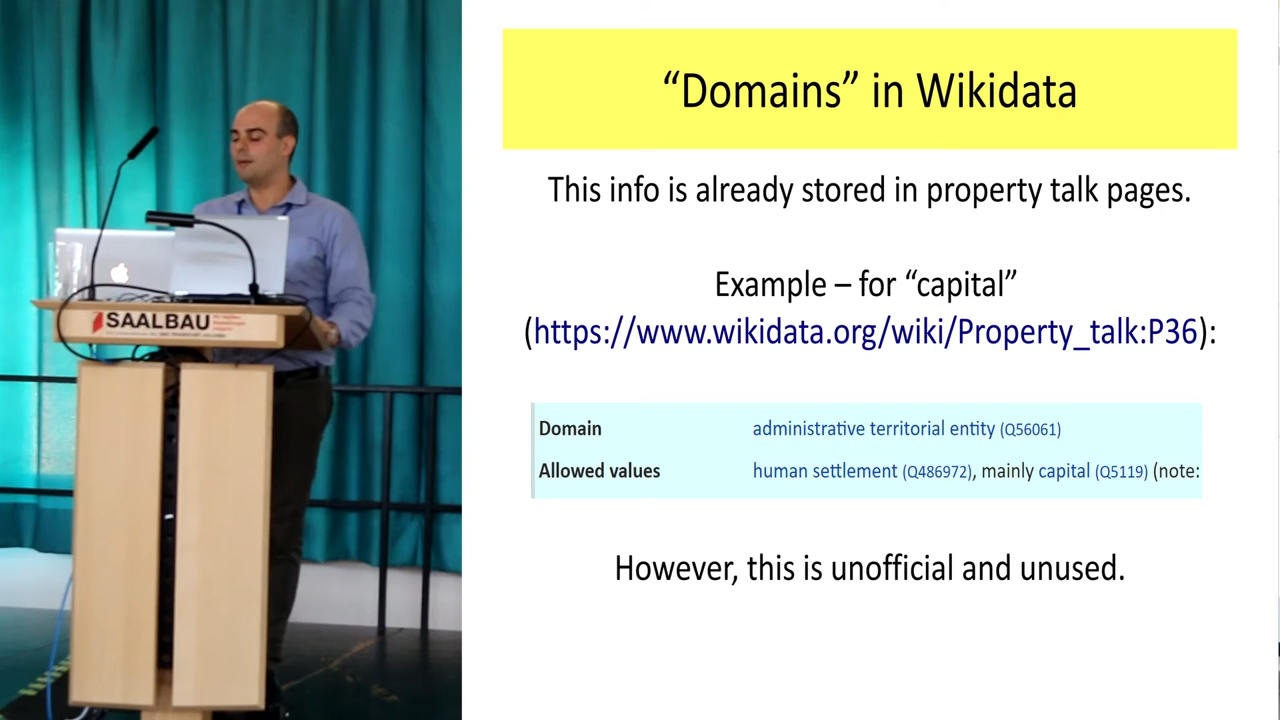 “Domains” in Wikidata
This info is already stored in property talk pages.
Example – for “capital”
(https://www.wikidata.org/wiki/Property_talk:P36):
Domain administrative territorial entity (Q56061)
Allowed values human settlement (Q486972), mainly capital (Q5119) (note:
However, this is unofficial and unused.
SAALBAU